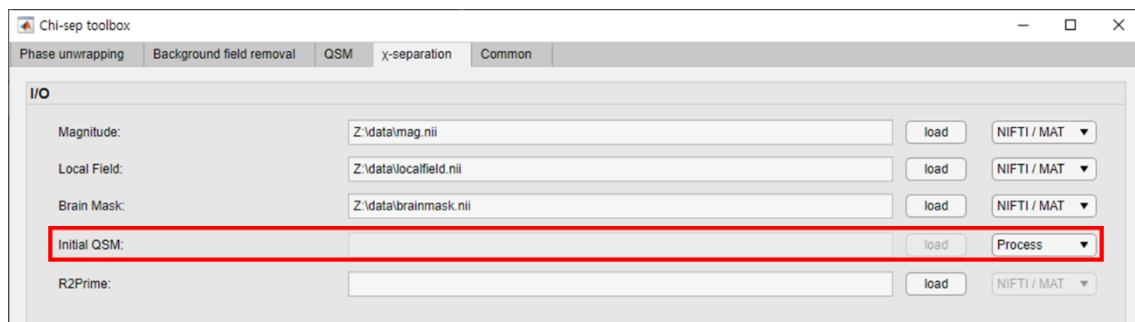 Chi-sep toolbox
Phase unwrapping Background field removal QSM χ-separation Common
I/O
Magnitude: Z:\data\mag.nii load NIFTI / MAT
Local Field: Z:\data\localfield.nii load NIFTI / MAT
Brain Mask: Z:\data\brainmask.nii load NIFTI / MAT
Initial QSM: load Process
R2Prime: load NIFTI / MAT